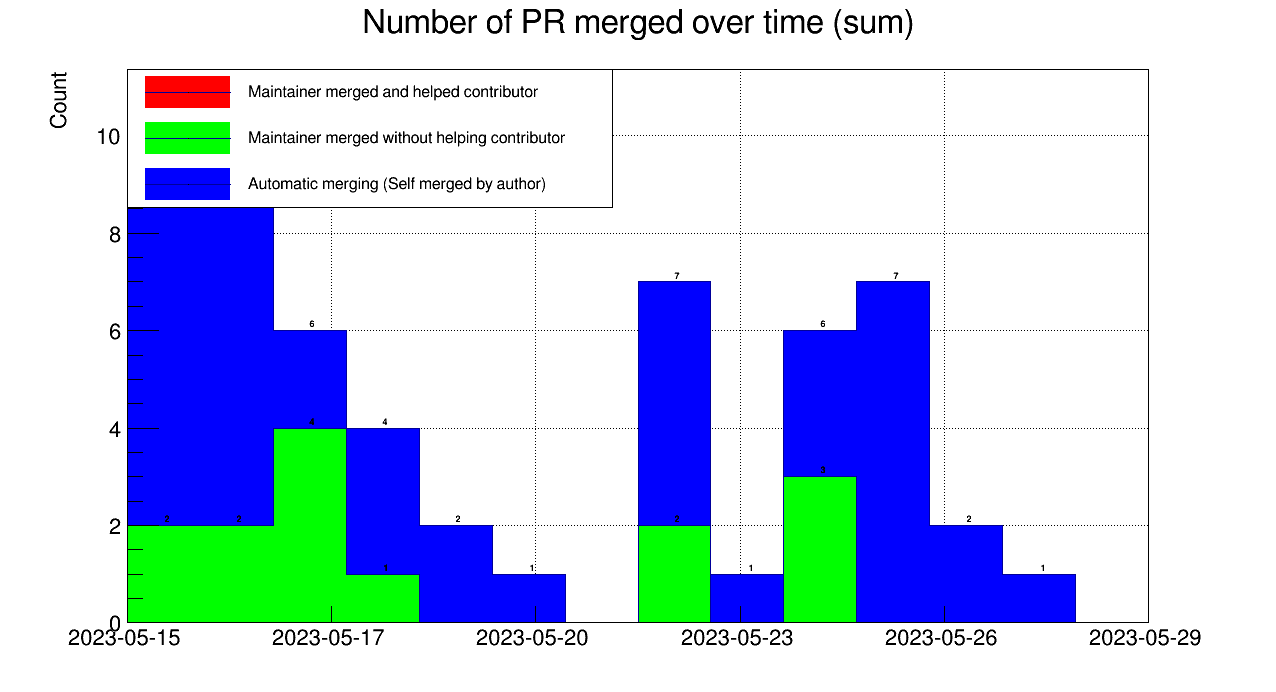 Number of PR merged over time (sum)
Count
Maintainer merged and helped contributor
Maintainer merged without helping contributor
Automatic merging (Self merged by author)
10
8
6
4
2
0
7 7
6 6
4 4
3
2 2 2 2 2
1 1 1 1
2023-05-15 2023-05-17 2023-05-20 2023-05-23 2023-05-26 2023-05-29